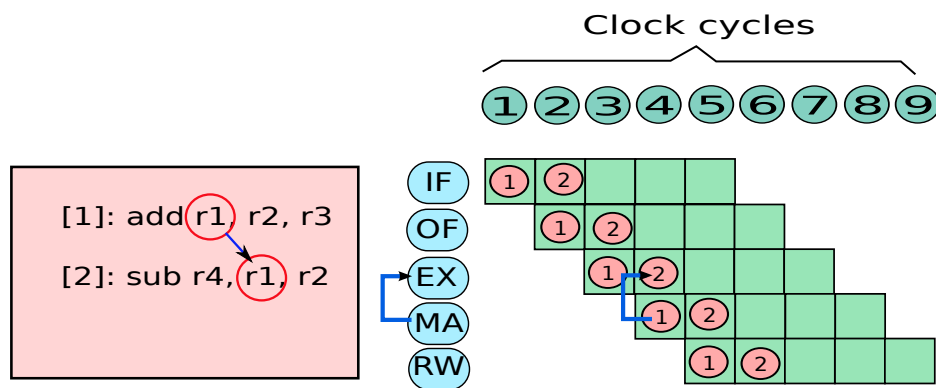 Clock cycles
1 2 3 4 5 6 7 8 9
[1]: add r1, r2, r3
[2]: sub r4, r1, r2
IF 1 2
OF 1 2
EX 1 2
MA 1 2
RW 1 2